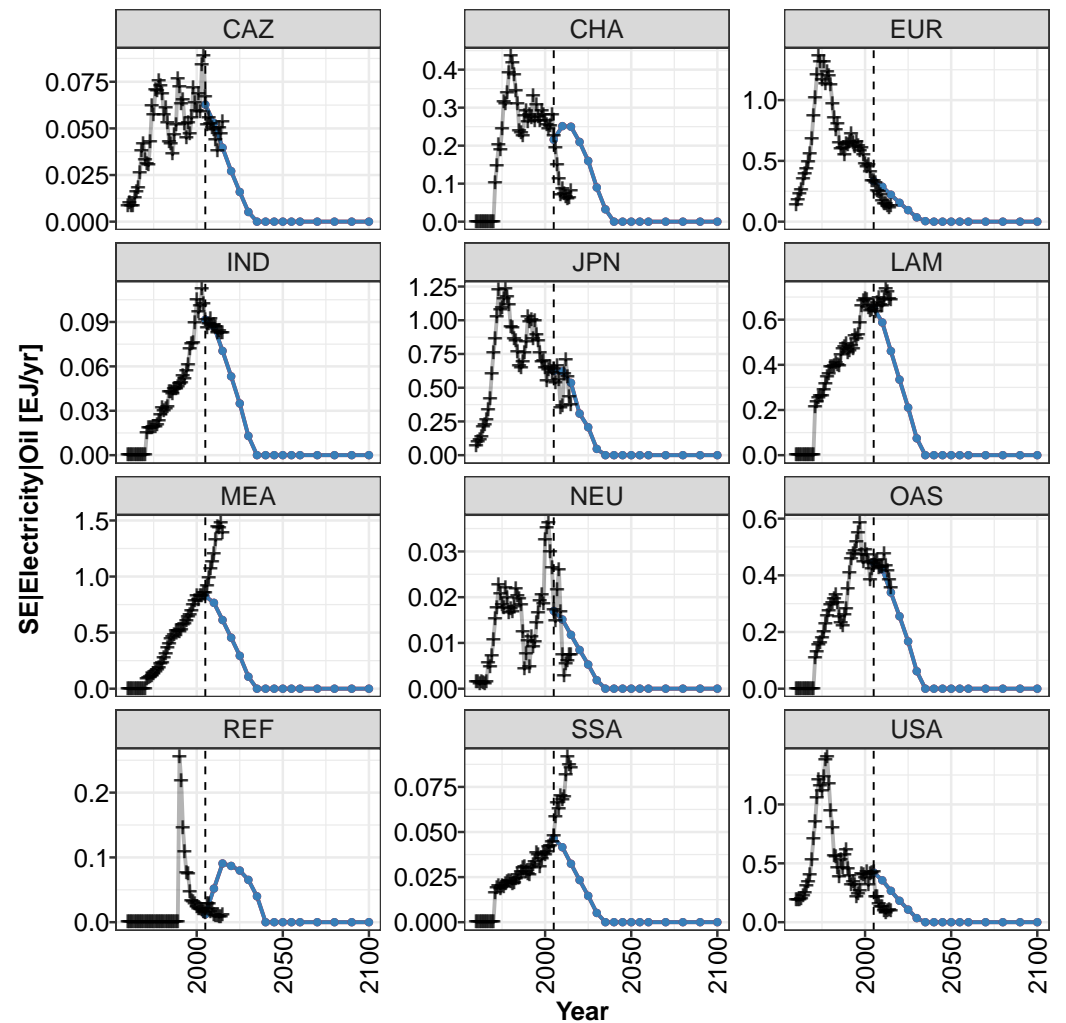 SE|Electricity|Oil [EJ/yr]
CAZ
0.075
0.050
0.025
0.000
CHA
0.4
0.3
0.2
0.1
0.0
EUR
1.0
0.5
0.0
IND
0.09
0.06
0.03
0.00
JPN
1.25
1.00
0.75
0.50
0.25
0.00
LAM
0.6
0.4
0.2
0.0
MEA
1.5
1.0
0.5
0.0
NEU
0.03
0.02
0.01
0.00
OAS
0.6
0.4
0.2
0.0
REF
0.2
0.1
0.0
SSA
0.075
0.050
0.025
0.000
USA
1.0
0.5
0.0
2000 2050 2100
2000 2050 2100
2000 2050 2100
Year